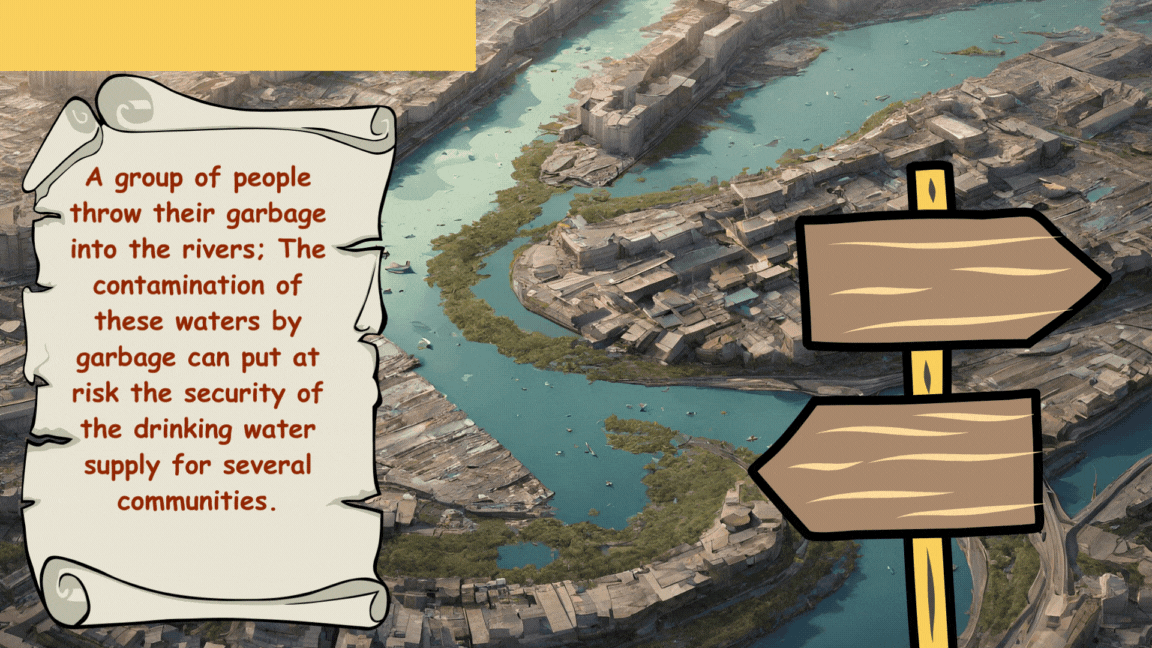 A group of people
throw their garbage
into the rivers; The
contamination of
these waters by
garbage can put at
risk the security of
the drinking water
supply for several
communities.